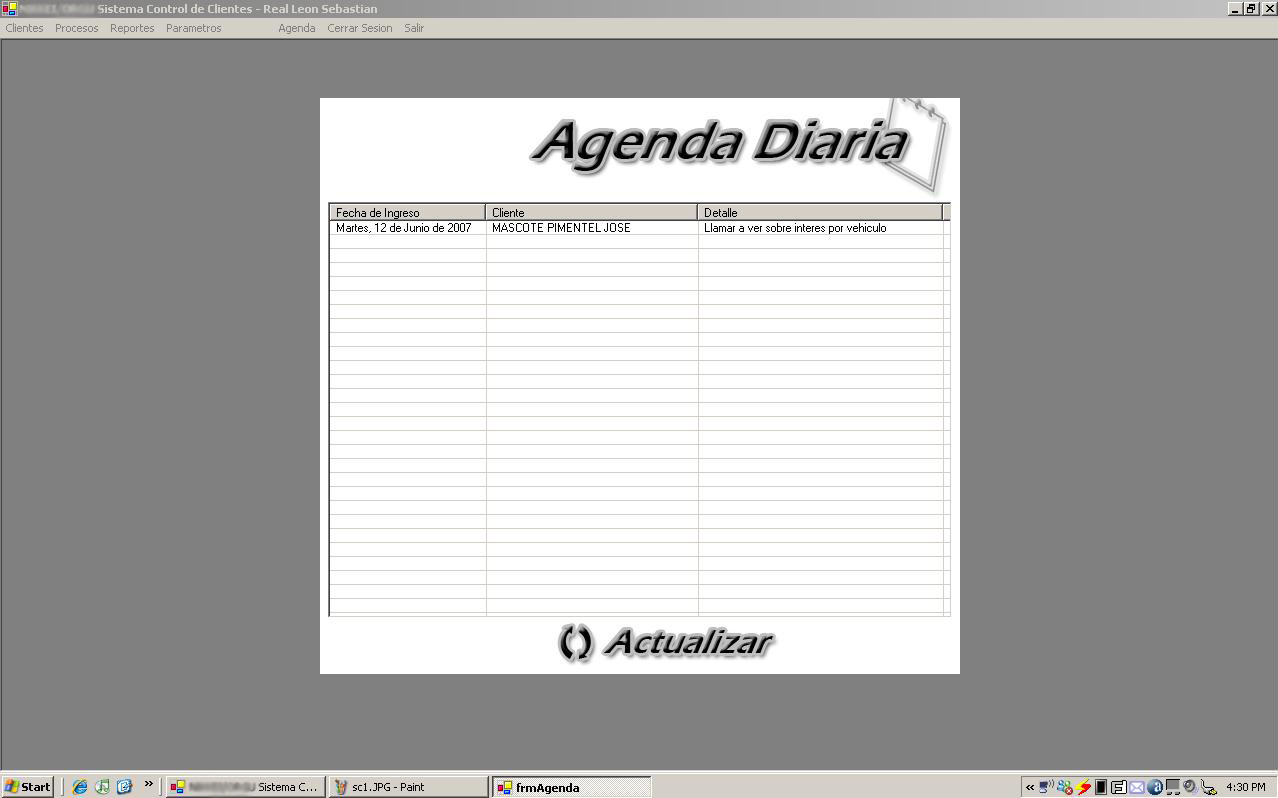 Sistema Control de Clientes - Real Leon Sebastian
Clientes Procesos Reportes Parametros Agenda Cerrar Sesion Salir
Agenda Diaria
Fecha de Ingreso Cliente Detalle
Martes, 12 de Junio de 2007 MASCOTE PIMENTEL JOSE Llamar a ver sobre interes por vehiculo
Actualizar
Start » Sistema C... sc1.JPG - Paint frmAgenda « 4:30 PM